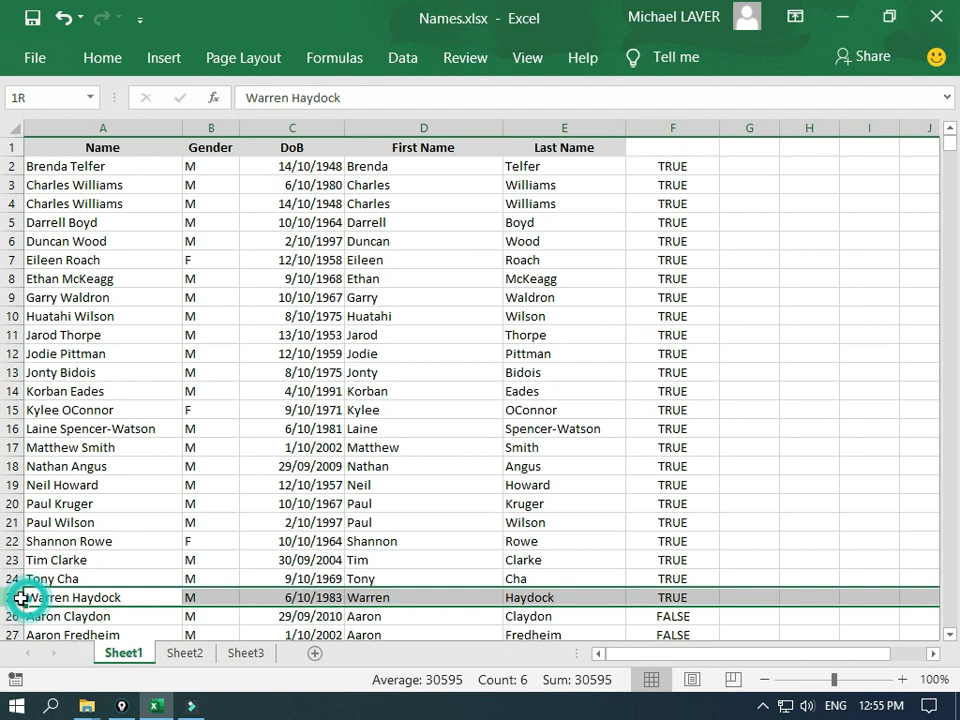 Names.xlsx - Excel
Michael LAVER
File Home Insert Page Layout Formulas Data Review View Help Tell me Share
1R fx Warren Haydock
A B C D E F G H I J
1 Name Gender DoB First Name Last Name
2 Brenda Telfer M 14/10/1948 Brenda Telfer TRUE
3 Charles Williams M 6/10/1980 Charles Williams TRUE
4 Charles Williams M 14/10/1948 Charles Williams TRUE
5 Darrell Boyd M 10/10/1964 Darrell Boyd TRUE
6 Duncan Wood M 2/10/1997 Duncan Wood TRUE
7 Eileen Roach F 12/10/1958 Eileen Roach TRUE
8 Ethan McKeagg M 9/10/1968 Ethan McKeagg TRUE
9 Garry Waldron M 10/10/1967 Garry Waldron TRUE
10 Huatahi Wilson M 8/10/1975 Huatahi Wilson TRUE
11 Jarod Thorpe M 13/10/1953 Jarod Thorpe TRUE
12 Jodie Pittman M 12/10/1959 Jodie Pittman TRUE
13 Jonty Bidois M 8/10/1975 Jonty Bidois TRUE
14 Korban Eades M 4/10/1991 Korban Eades TRUE
15 Kylee OConnor F 9/10/1971 Kylee OConnor TRUE
16 Laine Spencer-Watson M 6/10/1981 Laine Spencer-Watson TRUE
17 Matthew Smith M 1/10/2002 Matthew Smith TRUE
18 Nathan Angus M 29/09/2009 Nathan Angus TRUE
19 Neil Howard M 12/10/1957 Neil Howard TRUE
20 Paul Kruger M 10/10/1967 Paul Kruger TRUE
21 Paul Wilson M 2/10/1997 Paul Wilson TRUE
22 Shannon Rowe F 10/10/1964 Shannon Rowe TRUE
23 Tim Clarke M 30/09/2004 Tim Clarke TRUE
24 Tony Cha M 9/10/1969 Tony Cha TRUE
Warren Haydock M 6/10/1983 Warren Haydock TRUE
26 Aaron Claydon M 29/09/2010 Aaron Claydon FALSE
27 Aaron Fredheim M 1/10/2002 Aaron Fredheim FALSE
Sheet1 Sheet2 Sheet3
Average: 30595 Count: 6 Sum: 30595 100%
ENG 12:55 PM